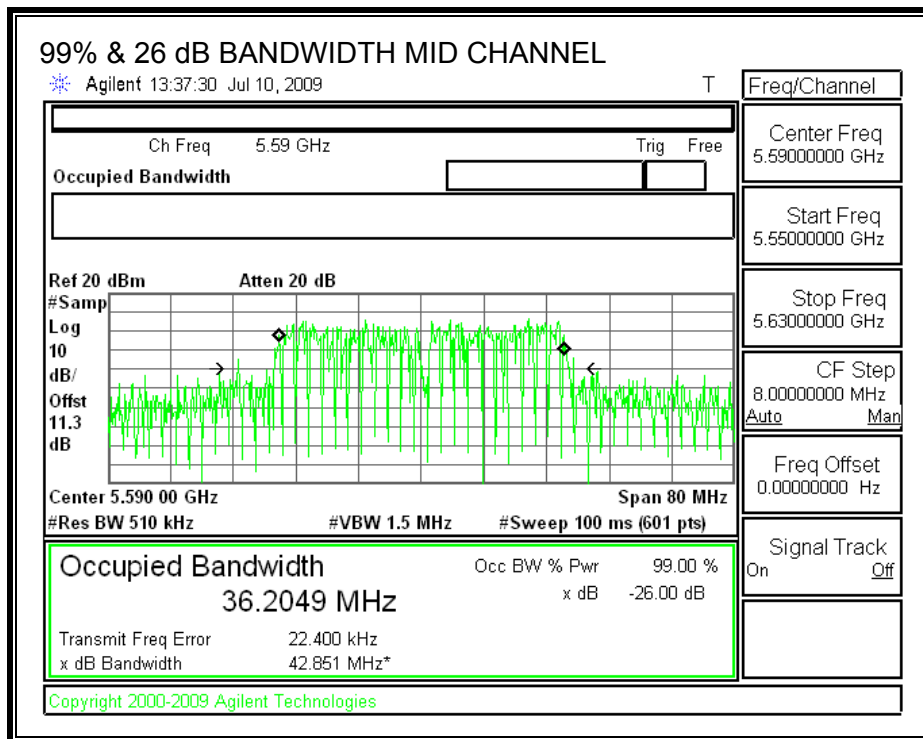 99% & 26 dB BANDWIDTH MID CHANNEL
Agilent 13:37:30 Jul 10, 2009 T
Freq/Channel
Ch Freq 5.59 GHz Trig Free
Occupied Bandwidth
Center Freq
5.59000000 GHz
Start Freq
5.55000000 GHz
Stop Freq
5.63000000 GHz
CF Step
8.00000000 MHz
Auto Man
Freq Offset
0.00000000 Hz
Signal Track
On Off
Ref 20 dBm Atten 20 dB
#Samp
Log
10
dB/
Offst
11.3
dB
Center 5.590 00 GHz Span 80 MHz
#Res BW 510 kHz #VBW 1.5 MHz #Sweep 100 ms (601 pts)
Occupied Bandwidth Occ BW % Pwr 99.00 %
36.2049 MHz x dB -26.00 dB
Transmit Freq Error 22.400 kHz
x dB Bandwidth 42.851 MHz*
Copyright 2000-2009 Agilent Technologies